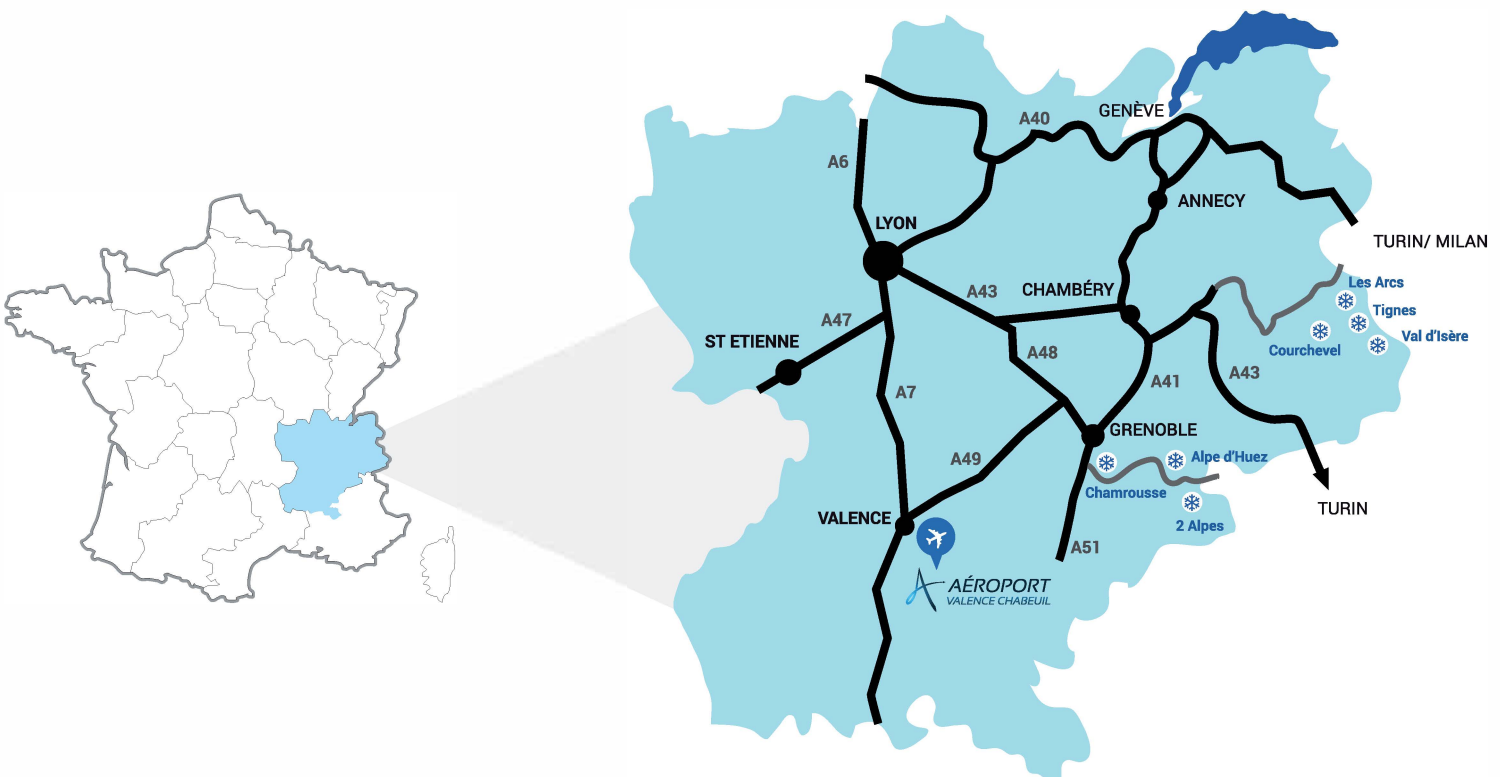 GENÈVE
A40
A6
ANNECY
LYON
TURIN/ MILAN
A43
CHAMBÉRY
Les Arcs
Tignes
Val d'Isère
Courchevel
A47
ST ETIENNE
A48
A41
A43
A7
GRENOBLE
A49
Alpe d'Huez
Chamrousse
2 Alpes
TURIN
VALENCE
A51
AÉROPORT
VALENCE CHABEUIL